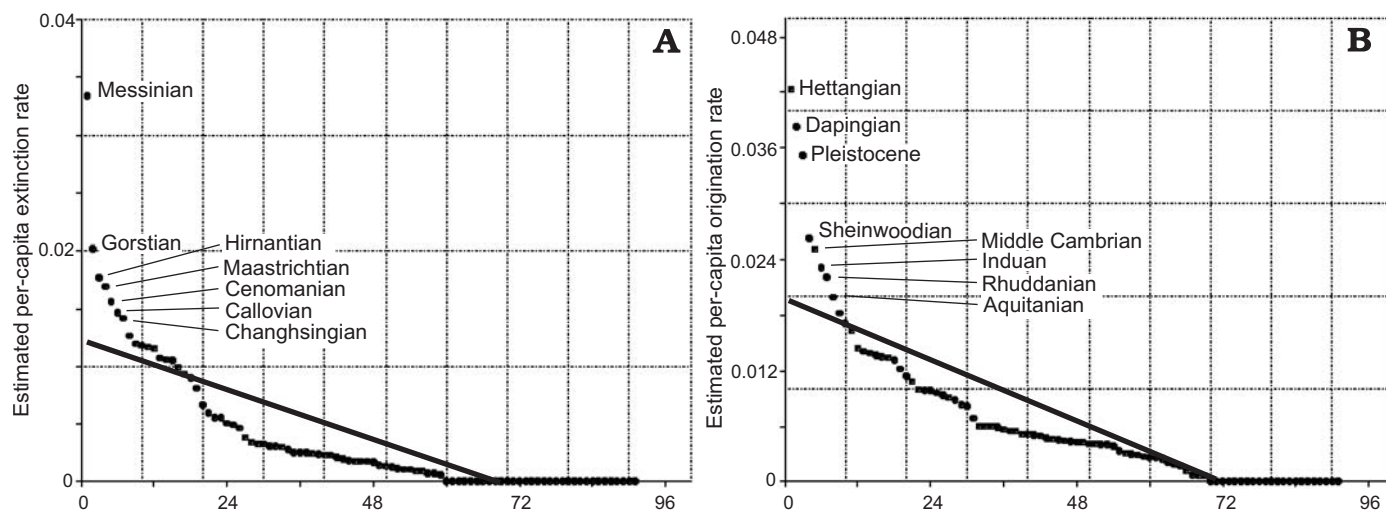 A
Estimated per-capita extinction rate
0.04
0.02
0
Messinian
Gorstian
Hirnantian
Maastrichtian
Cenomanian
Callovian
Changhsingian
0 24 48 72 96
B
Estimated per-capita origination rate
0.048
0.036
0.024
0.012
0
Hettangian
Dapingian
Pleistocene
Sheinwoodian
Middle Cambrian
Induan
Rhuddanian
Aquitanian
0 24 48 72 96